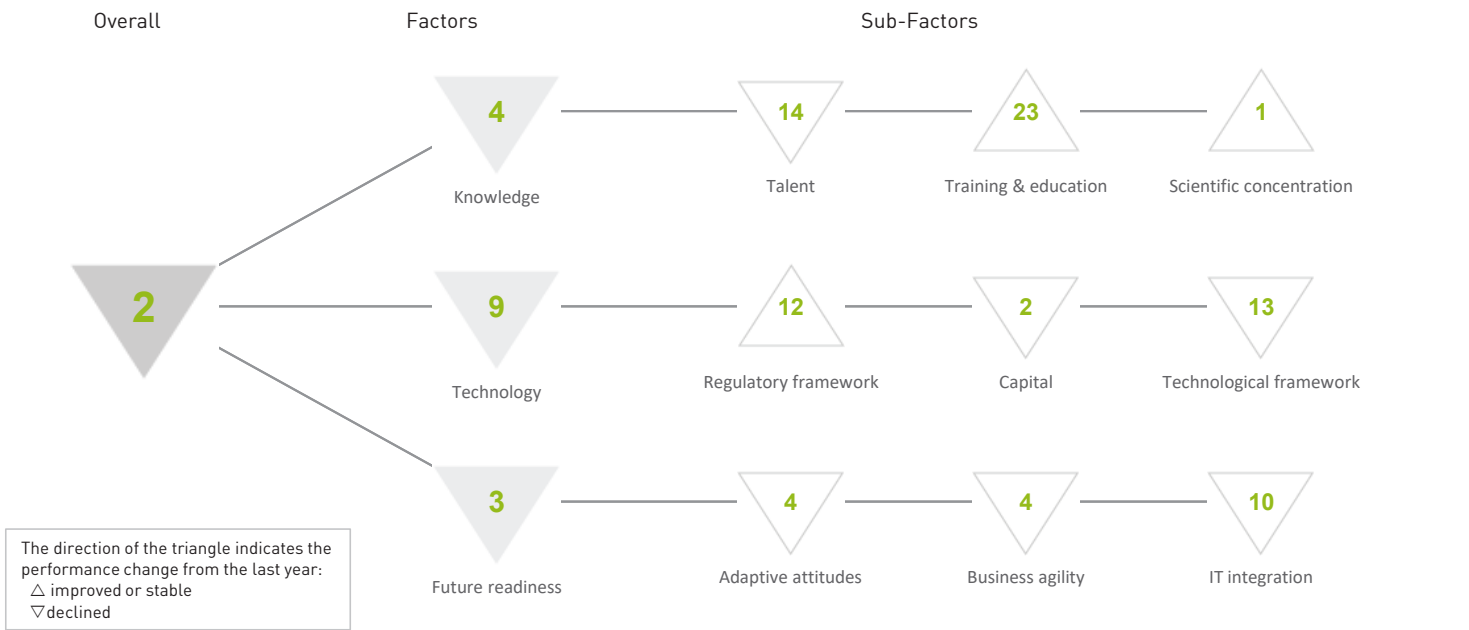 Overall
Factors
Sub-Factors
4
14
23
1
Knowledge
Talent
Training & education
Scientific concentration
2
9
12
2
13
Technology
Regulatory framework
Capital
Technological framework
3
4
4
10
Future readiness
Adaptive attitudes
Business agility
IT integration
The direction of the triangle indicates the
performance change from the last year:
△ improved or stable
▽declined